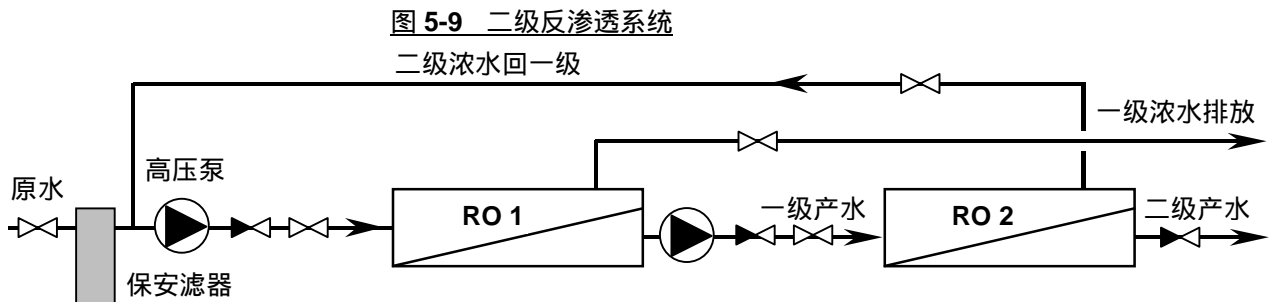 图 5-9 二级反渗透系统
二级浓水回一级
一级浓水排放
高压泵
原水
RO 1
一级产水
RO 2
二级产水
保安滤器